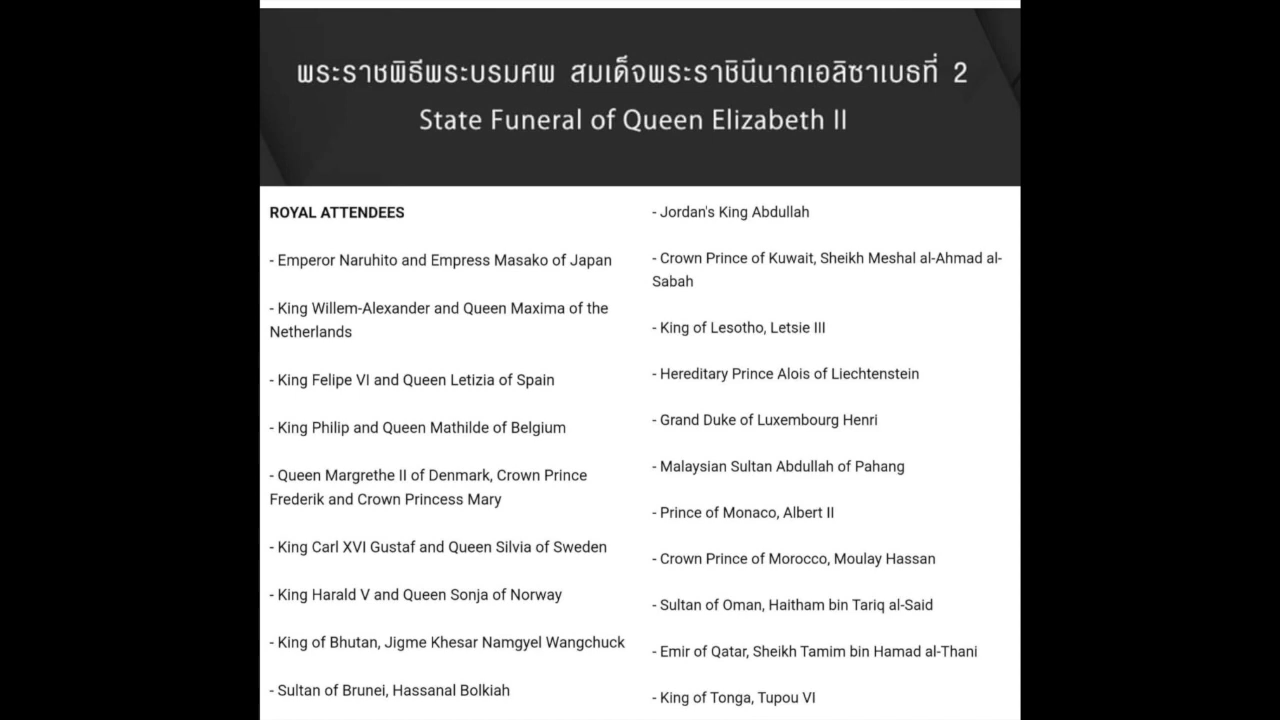 พระราชพิธีพระบรมศพ สมเด็จพระราชินีนาถเอลิซาเบธที่ 2
State Funeral of Queen Elizabeth II
ROYAL ATTENDEES
- Emperor Naruhito and Empress Masako of Japan
- King Willem-Alexander and Queen Maxima of the
Netherlands
- King Felipe VI and Queen Letizia of Spain
- King Philip and Queen Mathilde of Belgium
- Queen Margrethe II of Denmark, Crown Prince
Frederik and Crown Princess Mary
- King Carl XVI Gustaf and Queen Silvia of Sweden
- King Harald V and Queen Sonja of Norway
- King of Bhutan, Jigme Khesar Namgyel Wangchuck
- Sultan of Brunei, Hassanal Bolkiah
- Jordan's King Abdullah
- Crown Prince of Kuwait, Sheikh Meshal al-Ahmad al-
Sabah
- King of Lesotho, Letsie III
- Hereditary Prince Alois of Liechtenstein
- Grand Duke of Luxembourg Henri
- Malaysian Sultan Abdullah of Pahang
- Prince of Monaco, Albert II
- Crown Prince of Morocco, Moulay Hassan
- Sultan of Oman, Haitham bin Tariq al-Said
- Emir of Qatar, Sheikh Tamim bin Hamad al-Thani
- King of Tonga, Tupou VI